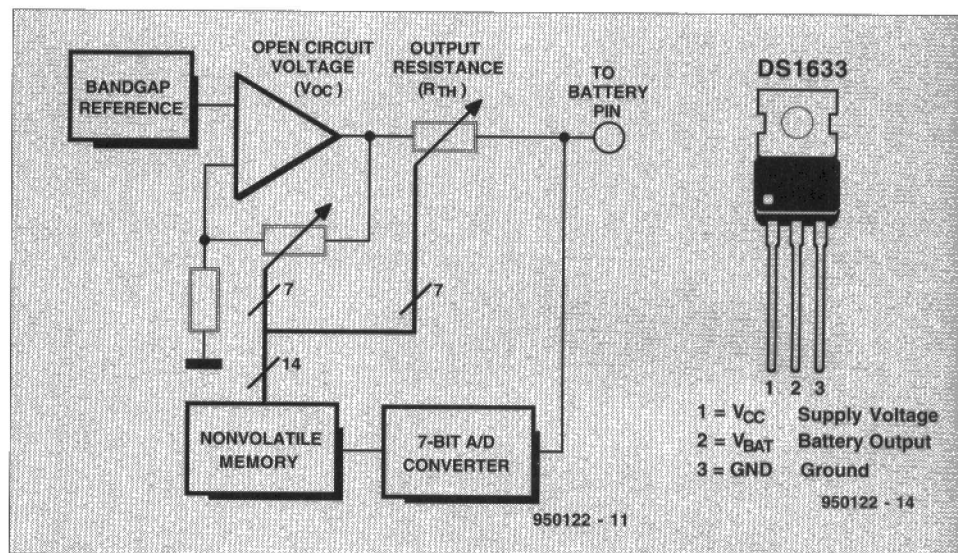 BANDGAP
REFERENCE
OPEN CIRCUIT
VOLTAGE
(VOC)
OUTPUT
RESISTANCE
(RTH)
TO
BATTERY
PIN
7
7
14
NONVOLATILE
MEMORY
7-BIT A/D
CONVERTER
950122 - 11
DS1633
1 2 3
1 = VCC Supply Voltage
2 = VBAT Battery Output
3 = GND Ground
950122 - 14